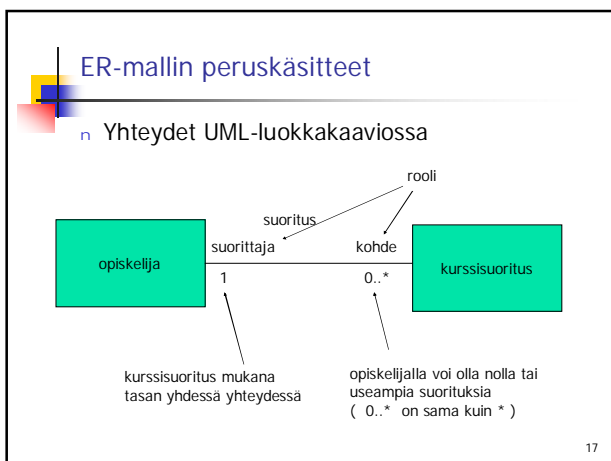 ER-mallin peruskäsitteet
n Yhteydet UML-luokkakaaviossa
rooli
suoritus
suorittaja
kohde
opiskelija
kurssisuoritus
1
0..*
kurssisuoritus mukana
tasan yhdessä yhteydessä
opiskelijalla voi olla nolla tai
useampia suorituksia
( 0..* on sama kuin * )
17